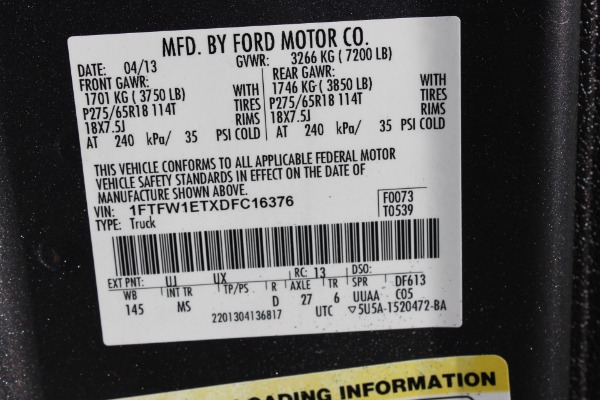 MFD. BY FORD MOTOR CO.
DATE: 04/13 GVWR: 3266 KG ( 7200 LB)
FRONT GAWR: REAR GAWR:
1701 KG ( 3750 LB) WITH 1746 KG ( 3850 LB) WITH
P275/65R18 114T TIRES P275/65R18 114T TIRES
18X7.5J RIMS 18X7.5J RIMS
AT 240 kPa/ 35 PSI COLD AT 240 kPa/ 35 PSI COLD
THIS VEHICLE CONFORMS TO ALL APPLICABLE FEDERAL MOTOR
VEHICLE SAFETY STANDARDS IN EFFECT ON THE DATE OF
MANUFACTURE SHOWN ABOVE.
VIN: 1FTFW1ETXDFC16376 F0073
TYPE: Truck T0539
EXT PNT: UJ UX RC: 13 DSO:
WB INT TR TP/PS R AXLE TR SPR DF613
145 MS D 27 6 UUAA C05
2201304136817 UTC ▽5U5A-1520472-BA
LOADING INFORMATION